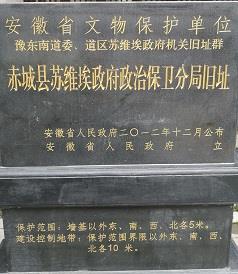 安徽省文物保护单位
豫东南道委、道区苏维埃政府机关旧址群
赤城县苏维埃政府政治保卫分局旧址
安徽省人民政府二〇一二年十二月公布
安徽省人民政府 立
保护范围:墙基以外东、南、西、北各5米。
建设控制地带:保护范围界限以外东、南、西、
北各10米。